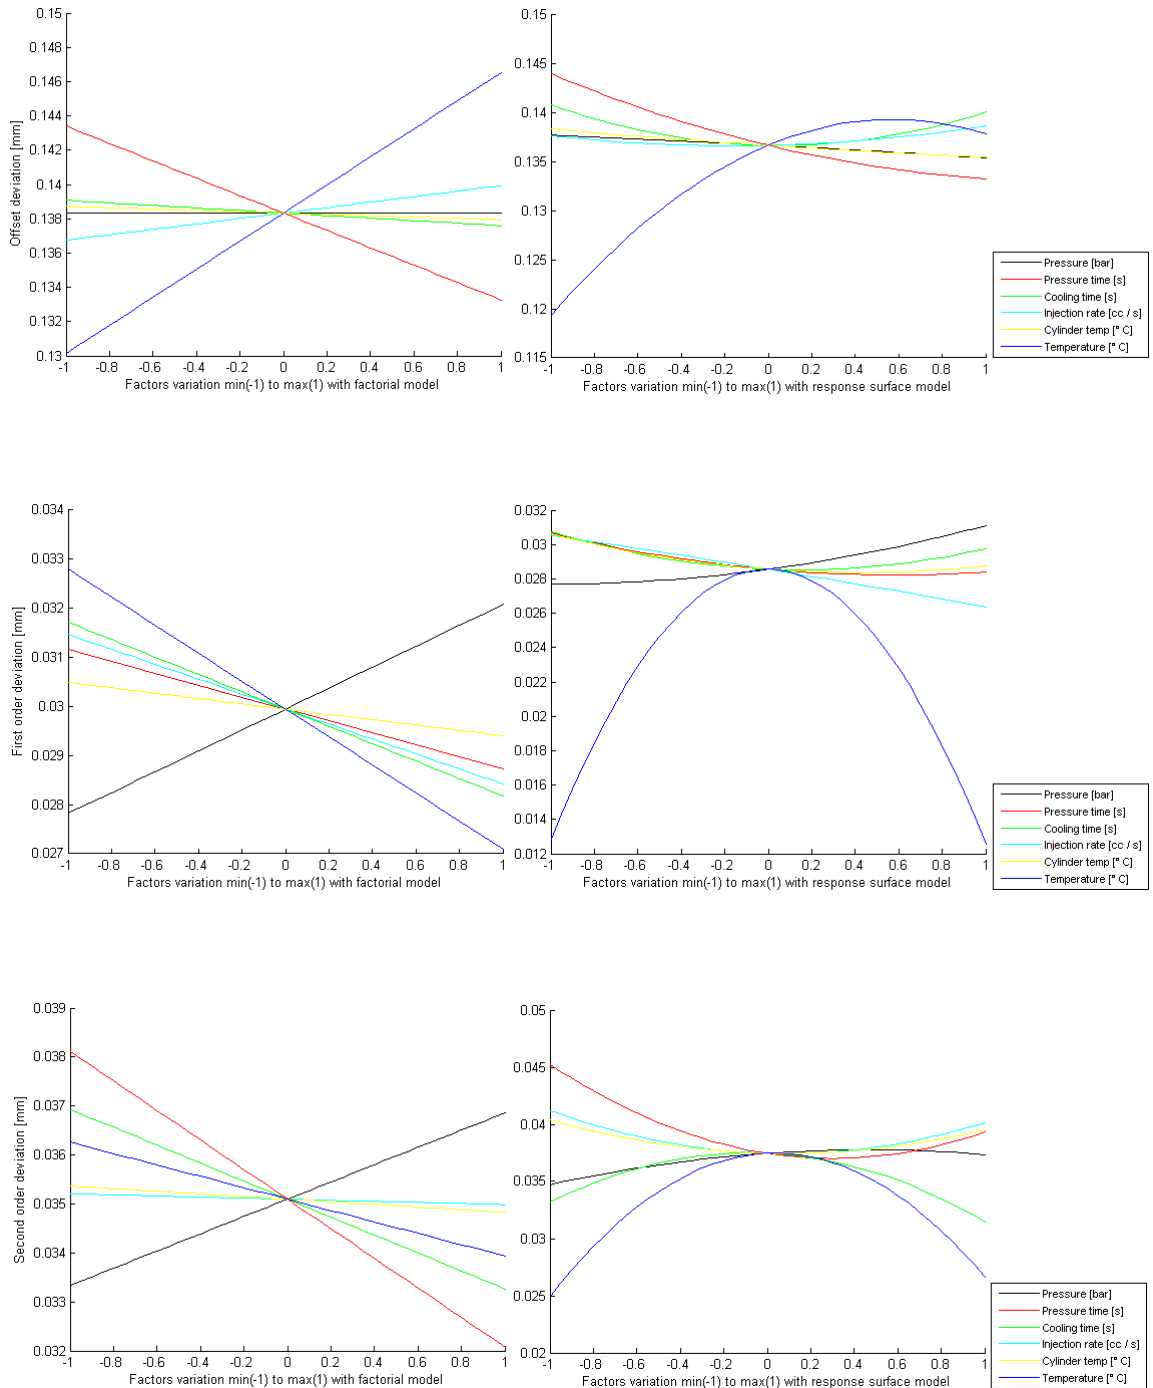 0.15
0.148
0.146
0.144
0.142
0.14
0.138
0.136
0.134
0.132
0.13
Offset deviation [mm]
-1 -0.8 -0.6 -0.4 -0.2 0 0.2 0.4 0.6 0.8 1
Factors variation min(-1) to max(1) with factorial model
0.15
0.145
0.14
0.135
0.13
0.125
0.12
0.115
-1 -0.8 -0.6 -0.4 -0.2 0 0.2 0.4 0.6 0.8 1
Factors variation min(-1) to max(1) with response surface model
Pressure [bar]
Pressure time [s]
Cooling time [s]
Injection rate [cc / s]
Cylinder temp [° C]
Temperature [° C]
0.034
0.033
0.032
0.031
0.03
0.029
0.028
0.027
First order deviation [mm]
-1 -0.8 -0.6 -0.4 -0.2 0 0.2 0.4 0.6 0.8 1
Factors variation min(-1) to max(1) with factorial model
0.032
0.03
0.028
0.026
0.024
0.022
0.02
0.018
0.016
0.014
0.012
-1 -0.8 -0.6 -0.4 -0.2 0 0.2 0.4 0.6 0.8 1
Factors variation min(-1) to max(1) with response surface model
Pressure [bar]
Pressure time [s]
Cooling time [s]
Injection rate [cc / s]
Cylinder temp [° C]
Temperature [° C]
0.039
0.038
0.037
0.036
0.035
0.034
0.033
0.032
Second order deviation [mm]
-1 -0.8 -0.6 -0.4 -0.2 0 0.2 0.4 0.6 0.8 1
Factors variation min(-1) to max(1) with factorial model
0.05
0.045
0.04
0.035
0.03
0.025
0.02
-1 -0.8 -0.6 -0.4 -0.2 0 0.2 0.4 0.6 0.8 1
Factors variation min(-1) to max(1) with response surface model
Pressure [bar]
Pressure time [s]
Cooling time [s]
Injection rate [cc / s]
Cylinder temp [° C]
Temperature [° C]